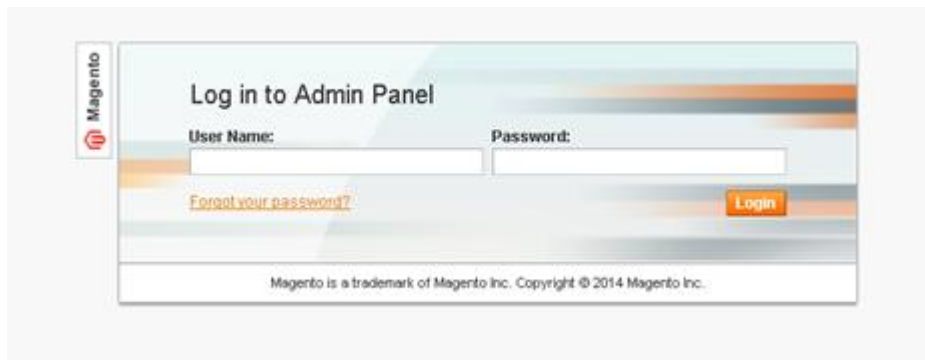 Magento
Log in to Admin Panel
User Name:
Password:
Forgot your password?
Login
Magento is a trademark of Magento Inc. Copyright © 2014 Magento Inc.